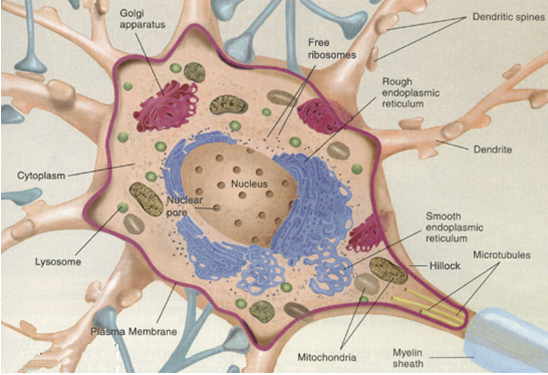 Golgi
apparatus
Dendritic spines
Free
ribosomes
Rough
endoplasmic
reticulum
Dendrite
Cytoplasm
Nucleus
Nuclear
pore
Smooth
endoplasmic
reticulum
Lysosome
Hillock
Microtubules
Plasma Membrane
Mitochondria
Myelin
sheath